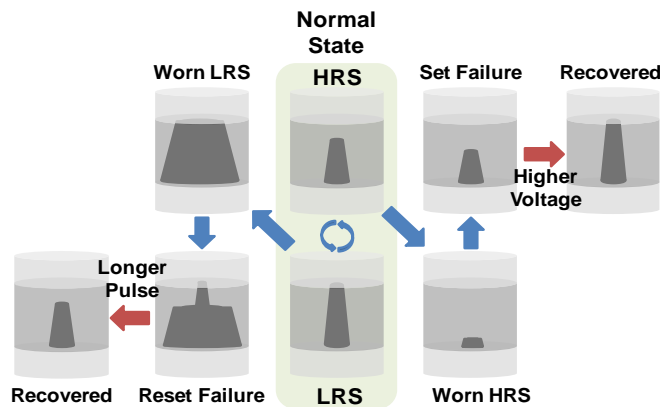 Normal
State
Worn LRS
HRS
Set Failure
Recovered
Higher
Voltage
Longer
Pulse
Recovered
Reset Failure
LRS
Worn HRS